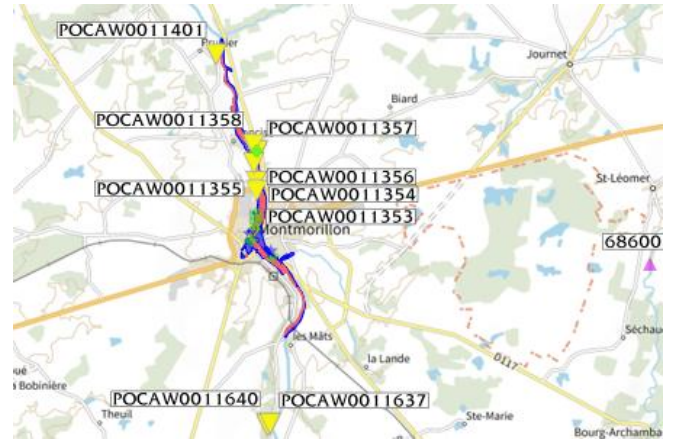 POCAW0011401
Prunier
Journet
Biard
POCAW0011358
POCAW0011357
POCAW0011356
POCAW0011355
POCAW0011354
St-Léomer
POCAW0011353
Montmorillon
68600
les Mâts
Séchaud
la Lande
D117
a Bobinière
POCAW0011640
POCAW0011637
Theuil
Ste-Marie
Bourg-Archamba